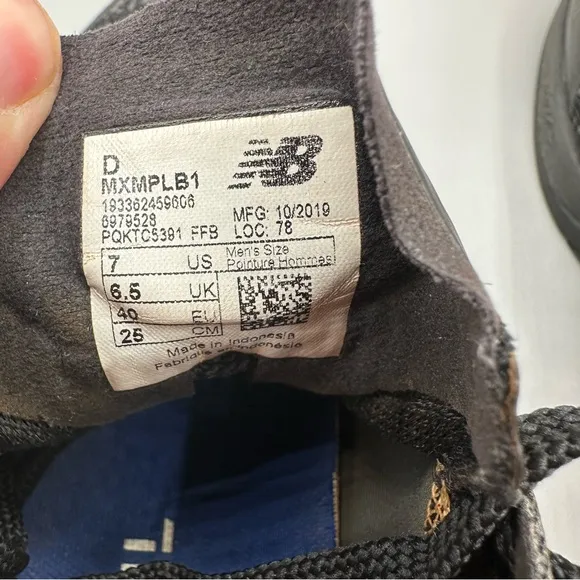 D
MXMPLB1
NB
193362459606
6979528 MFG: 10/2019
PQKTC5391 FFB LOC: 78
7 US Men's Size
Pointure Hommes
6.5 UK
40 EU
25 CM
Made in Indonesia
Fabriqué en Indonésie